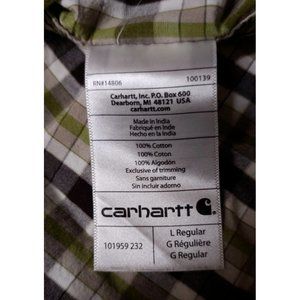 RN#14806 100139
Carhartt, Inc. P.O. Box 600
Dearborn, MI 48121 USA
carhartt.com
Made in India
Fabriqué en Inde
Hecho en la India
100% Cotton
100% Coton
100% Algodón
Exclusive of trimming
Sans garniture
Sin incluir adorno
carhartt
101959 232
L Regular
G Régulière
G Regular